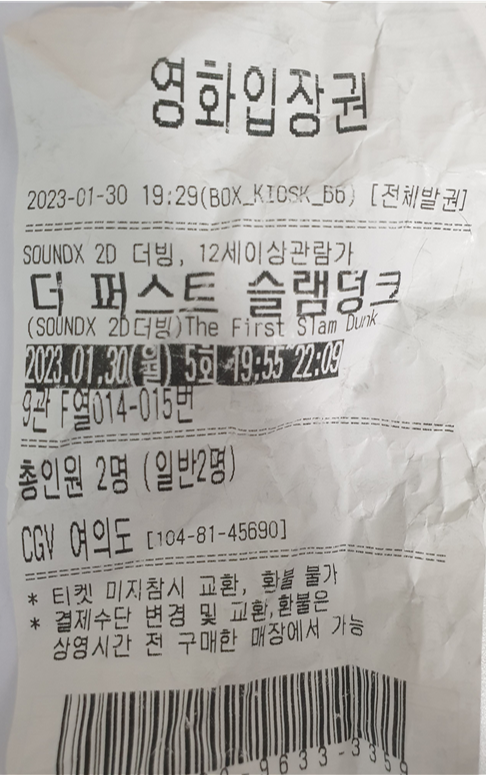 영화입장권
2023-01-30 19:29(BOX_KIOSK_66) [전체발권]
SOUNDX 2D 더빙, 12세이상관람가
더 퍼스트 슬램덩크
(SOUNDX 2D더빙)The First Slam Dunk
2023.01.30(월) 5회 19:55 22:09
9관 F열014-015번
총인원 2명 (일반2명)
CGV 여의도 [104-81-45690]
* 티켓 미지참시 교환, 환불 불가
* 결제수단 변경 및 교환,환불은
상영시간 전 구매한 매장에서 가능
-9633-3359